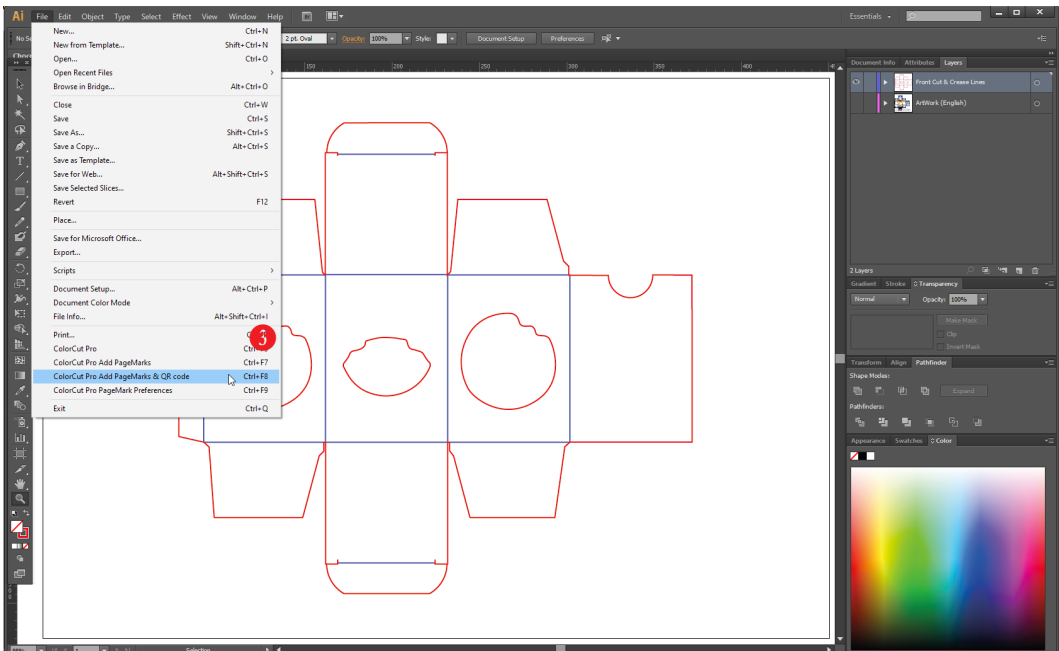 Ai File Edit Object Type Select Effect View Window Help Essentials
2 pt. Oval Opacity: 100% Style: Document Setup Preferences
New... Ctrl+N
New from Template... Shift+Ctrl+N
Open... Ctrl+O
Open Recent Files
Browse in Bridge... Alt+Ctrl+O
Close Ctrl+W
Save Ctrl+S
Save As... Shift+Ctrl+S
Save a Copy... Alt+Ctrl+S
Save as Template...
Save for Web... Alt+Shift+Ctrl+S
Save Selected Slices...
Revert F12
Place...
Save for Microsoft Office...
Export...
Scripts
Document Setup... Alt+Ctrl+P
Document Color Mode
File Info... Alt+Shift+Ctrl+I
Print...
3
ColorCut Pro
ColorCut Pro Add PageMarks Ctrl+F7
ColorCut Pro Add PageMarks & QR code Ctrl+F8
ColorCut Pro PageMark Preferences Ctrl+F9
Exit Ctrl+Q
150 200 250 300 350 400
Document Info Attributes Layers
Front Cut & Crease Lines
ArtWork (English)
2 Layers
Gradient Stroke Transparency
Normal Opacity: 100%
Make Mask
Clip
Invert Mask
Transform Align Pathfinder
Shape Modes:
Expand
Pathfinders:
Appearance Swatches Color
Selection